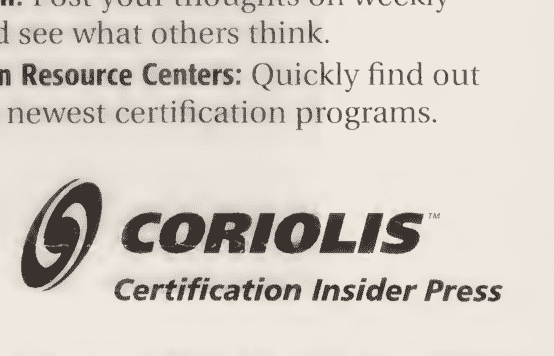 n: Post your thoughts on weekly
d see what others think.
n Resource Centers: Quickly find out
newest certification programs.
CORIOLIS™
Certification Insider Press